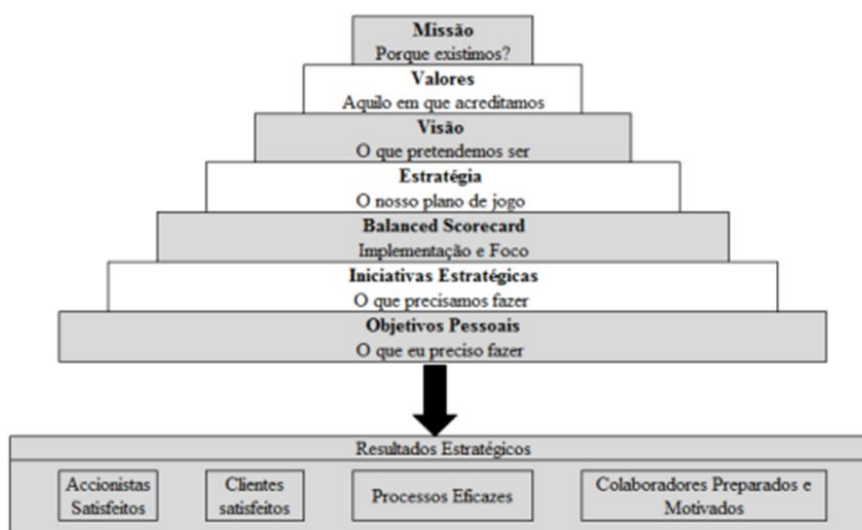 Missão
Porque existimos?
Valores
Aquilo em que acreditamos
Visão
O que pretendemos ser
Estratégia
O nosso plano de jogo
Balanced Scorecard
Implementação e Foco
Iniciativas Estratégicas
O que precisamos fazer
Objetivos Pessoais
O que eu preciso fazer
Resultados Estratégicos
Accionistas
Satisfeitos
Clientes
satisfeitos
Processos Eficazes
Colaboradores Preparados e
Motivados